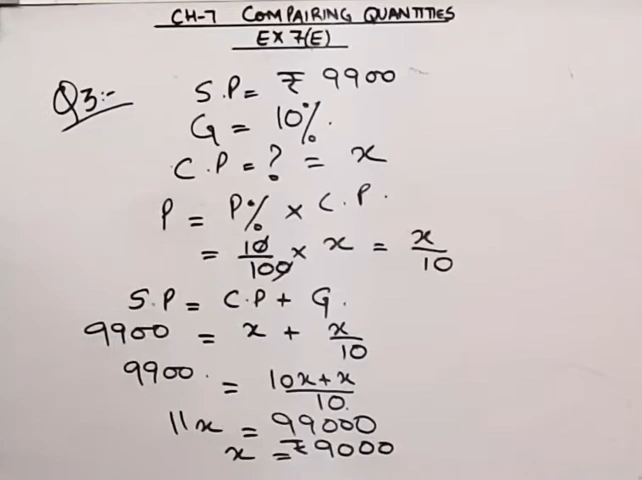 CH-7 COMPAIRING QUANTITIES
EX 7(E)
Q3:- S.P = ₹ 9900
G = 10%.
C.P = ? = x
P = P% × C.P.
= 10/100 × x = x/10
S.P = C.P + G.
9900 = x + x/10
9900. = 10x+x/10.
11x = 99000
x = ₹9000